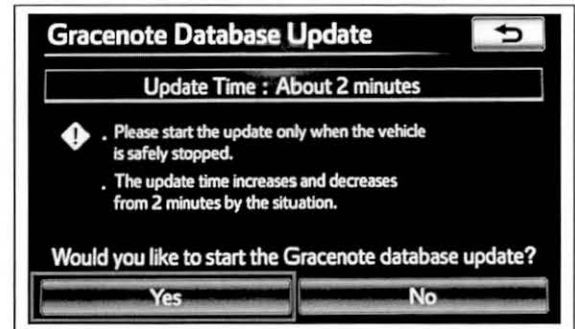 Gracenote Database Update
Update Time : About 2 minutes
. Please start the update only when the vehicle
is safely stopped.
. The update time increases and decreases
from 2 minutes by the situation.
Would you like to start the Gracenote database update?
Yes
No